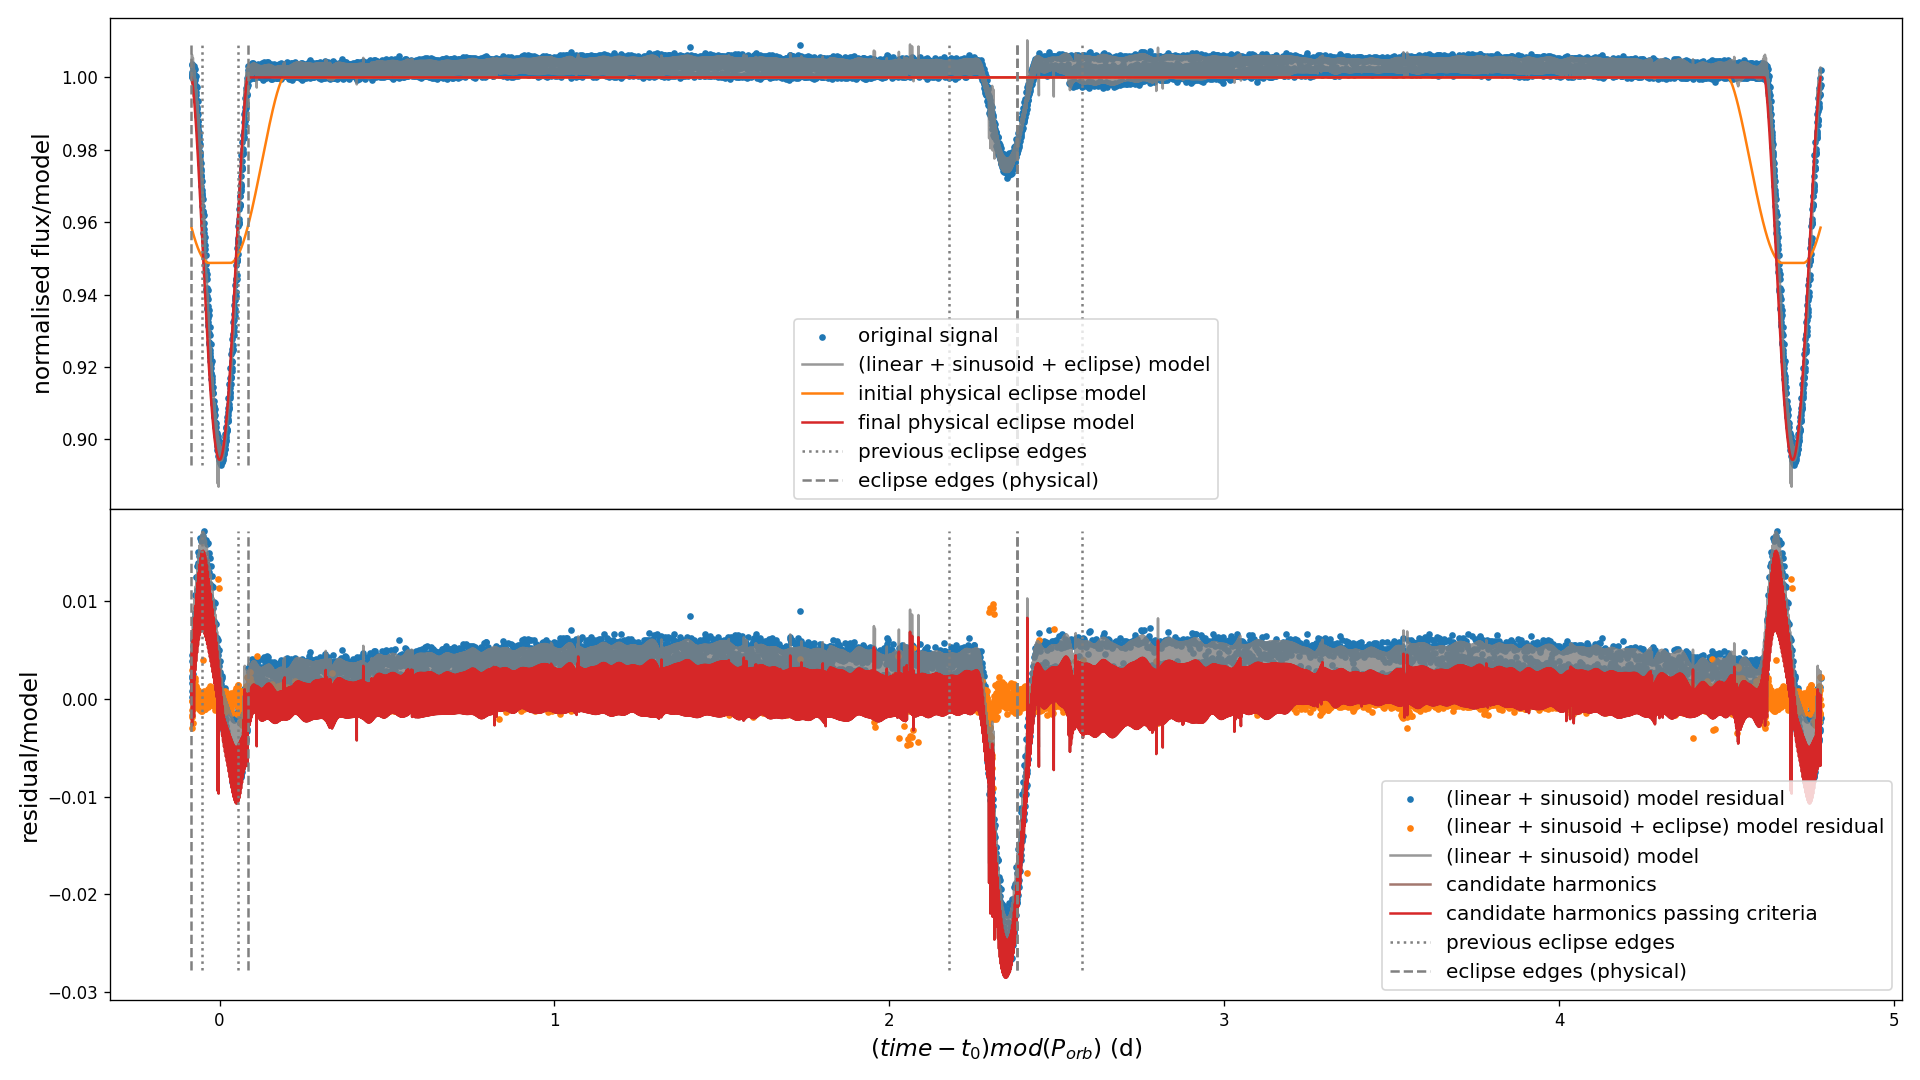 normalised flux/model
1.00
0.98
0.96
0.94
0.92
0.90
original signal
(linear + sinusoid + eclipse) model
initial physical eclipse model
final physical eclipse model
previous eclipse edges
eclipse edges (physical)
residual/model
0.01
0.00
−0.01
−0.02
−0.03
(linear + sinusoid) model residual
(linear + sinusoid + eclipse) model residual
(linear + sinusoid) model
candidate harmonics
candidate harmonics passing criteria
previous eclipse edges
eclipse edges (physical)
0 1 2 3 4 5
(time − t₀)mod(P_orb) (d)